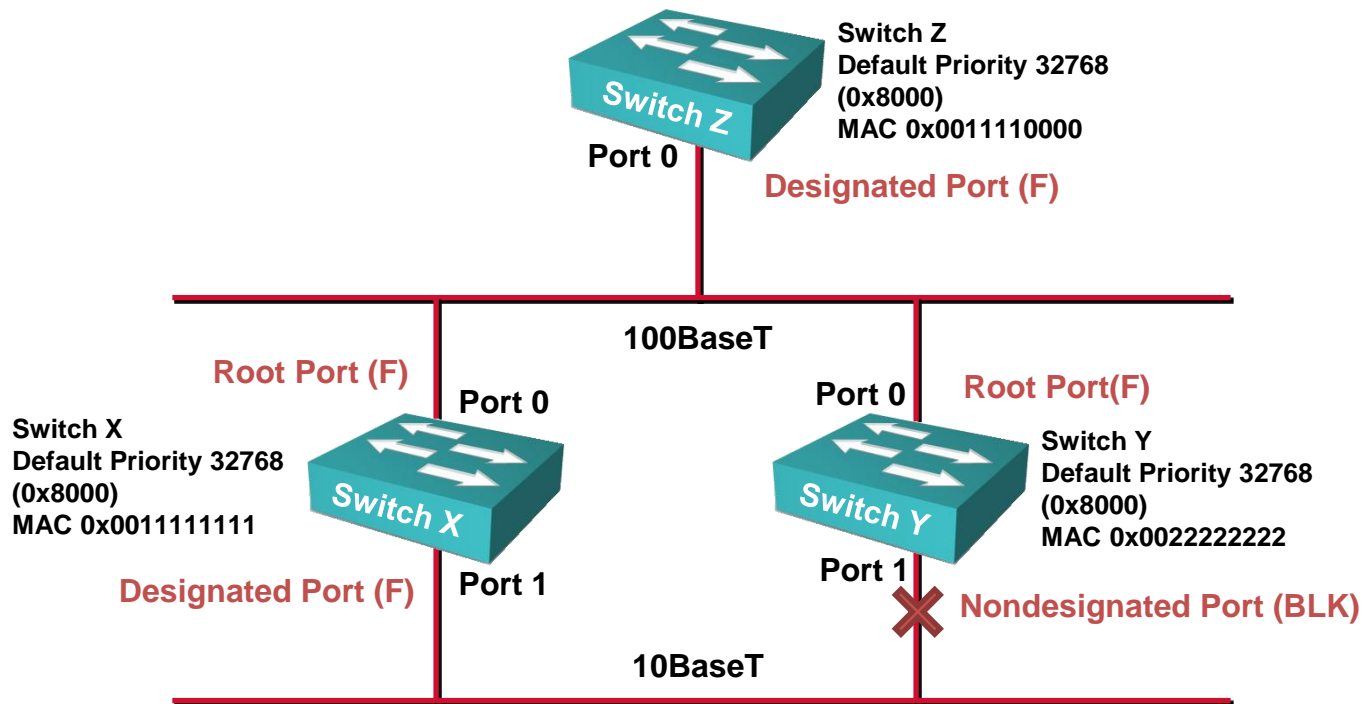 Switch Z
Default Priority 32768
(0x8000)
MAC 0x0011110000
Switch Z
Port 0
Designated Port (F)
100BaseT
Root Port (F)
Port 0
Port 0
Root Port(F)
Switch X
Default Priority 32768
(0x8000)
MAC 0x0011111111
Switch X
Switch Y
Switch Y
Default Priority 32768
(0x8000)
MAC 0x0022222222
Designated Port (F)
Port 1
Port 1
Nondesignated Port (BLK)
10BaseT